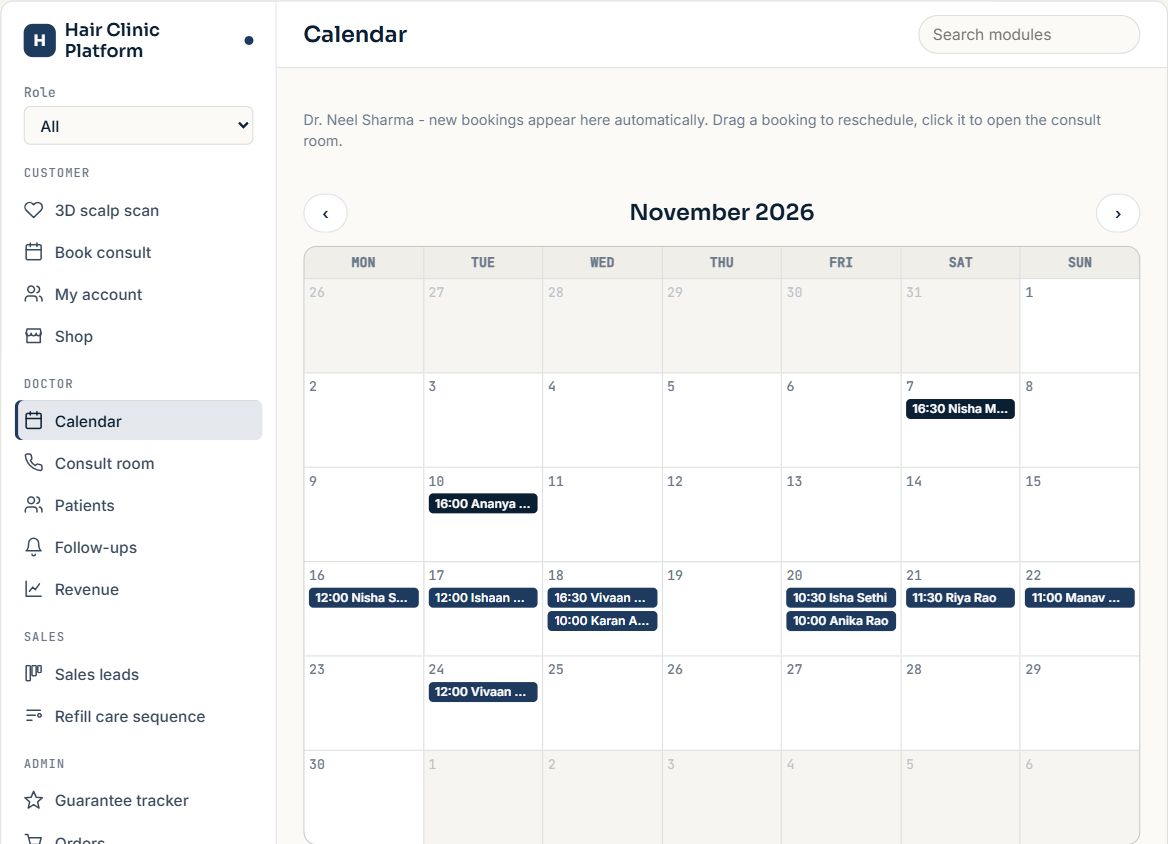 H
Hair Clinic
Platform
Role
All
CUSTOMER
3D scalp scan
Book consult
My account
Shop
DOCTOR
Calendar
Consult room
Patients
Follow-ups
Revenue
SALES
Sales leads
Refill care sequence
ADMIN
Guarantee tracker
Orders
Calendar
Search modules
Dr. Neel Sharma - new bookings appear here automatically. Drag a booking to reschedule, click it to open the consult
room.
‹ November 2026 ›
MON TUE WED THU FRI SAT SUN
26 27 28 29 30 31 1
2 3 4 5 6 7 8
16:30 Nisha M...
9 10 11 12 13 14 15
16:00 Ananya ...
16 17 18 19 20 21 22
12:00 Nisha S... 12:00 Ishaan ... 16:30 Vivaan ... 10:30 Isha Sethi 11:30 Riya Rao 11:00 Manav ...
10:00 Karan A... 10:00 Anika Rao
23 24 25 26 27 28 29
12:00 Vivaan ...
30 1 2 3 4 5 6